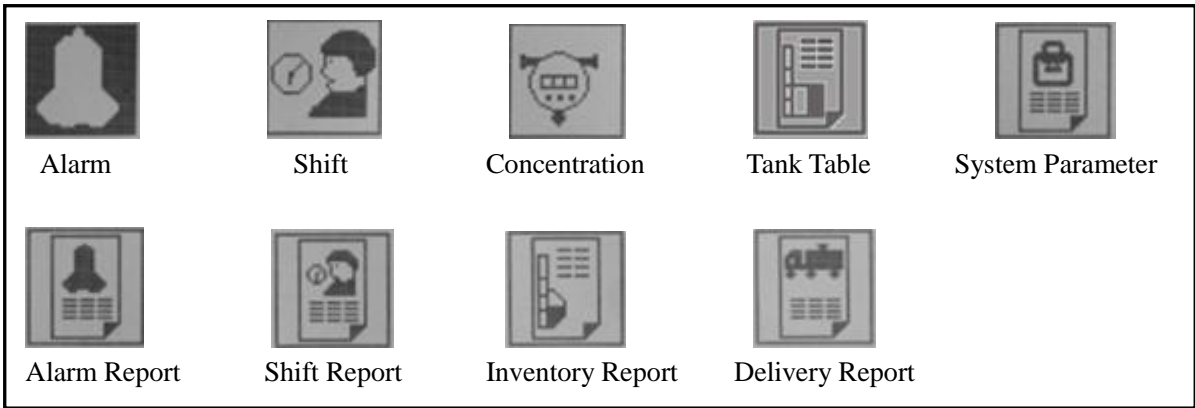 Alarm Shift Concentration Tank Table System Parameter
Alarm Report Shift Report Inventory Report Delivery Report